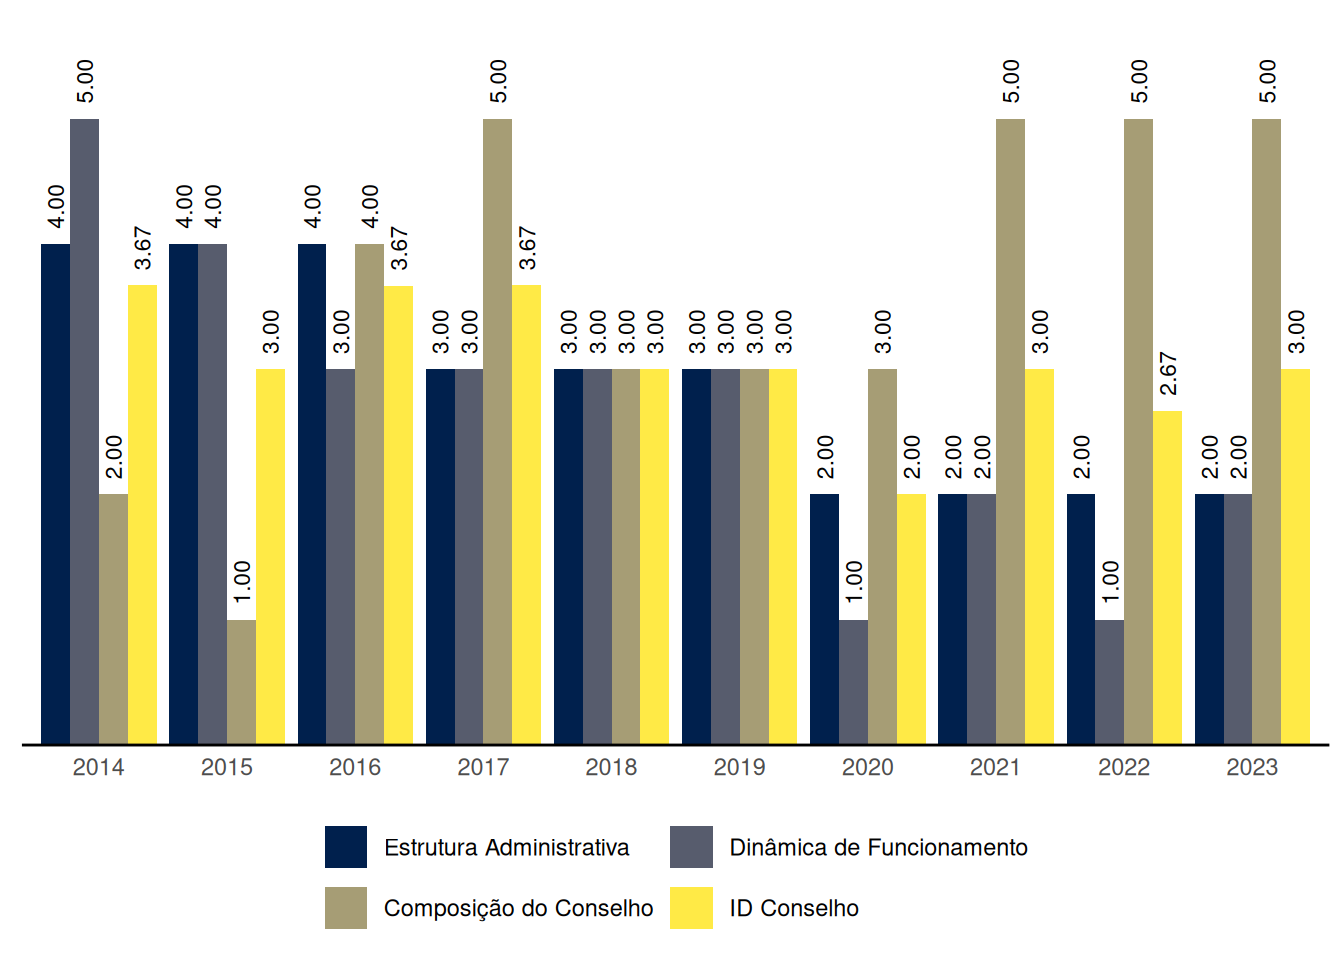 4.00 5.00 2.00 3.67 4.00 4.00 1.00 3.00 4.00 3.00 4.00 3.67 3.00 3.00 5.00 3.67 3.00 3.00 3.00 3.00 3.00 3.00 3.00 3.00 2.00 1.00 3.00 2.00 2.00 2.00 5.00 3.00 2.00 1.00 5.00 2.67 2.00 2.00 5.00 3.00
2014 2015 2016 2017 2018 2019 2020 2021 2022 2023
Estrutura Administrativa Dinâmica de Funcionamento
Composição do Conselho ID Conselho